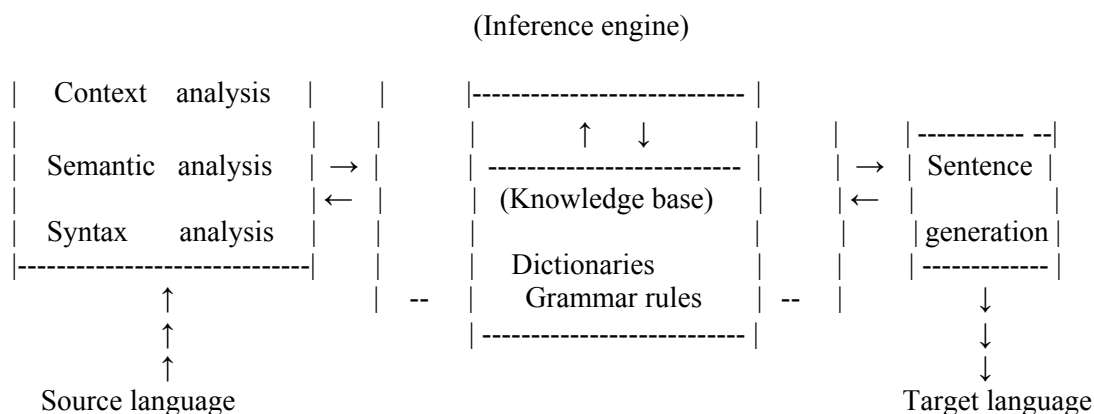 (Inference engine)
| Context analysis | | |---------------------------- |
| | | | ↑ ↓ | | |----------- --|
| Semantic analysis | → | | -------------------------- | | → | Sentence |
| | ← | | (Knowledge base) | | ← | |
| Syntax analysis | | | | | |generation|
|------------------------------| | | Dictionaries | | ------------- |
↑ | -- | Grammar rules | -- | ↓
↑ | --------------------------- | ↓
↑ ↓
Source language Target language